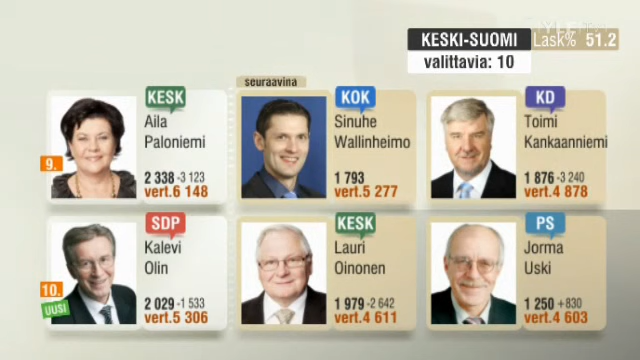 YLE
KESKI-SUOMI Lask% 51.2
valittavia: 10
seuraavina
KESK
Aila
Paloniemi
9.
2 338 -3 123
vert.6 148
KOK
Sinuhe
Wallinheimo
1 793
vert.5 277
KD
Toimi
Kankaanniemi
1 876 -3 240
vert.4 878
SDP
Kalevi
Olin
10.
UUSI
2 029 -1 533
vert.5 306
KESK
Lauri
Oinonen
1 979 -2 642
vert.4 611
PS
Jorma
Uski
1 250 +830
vert.4 603